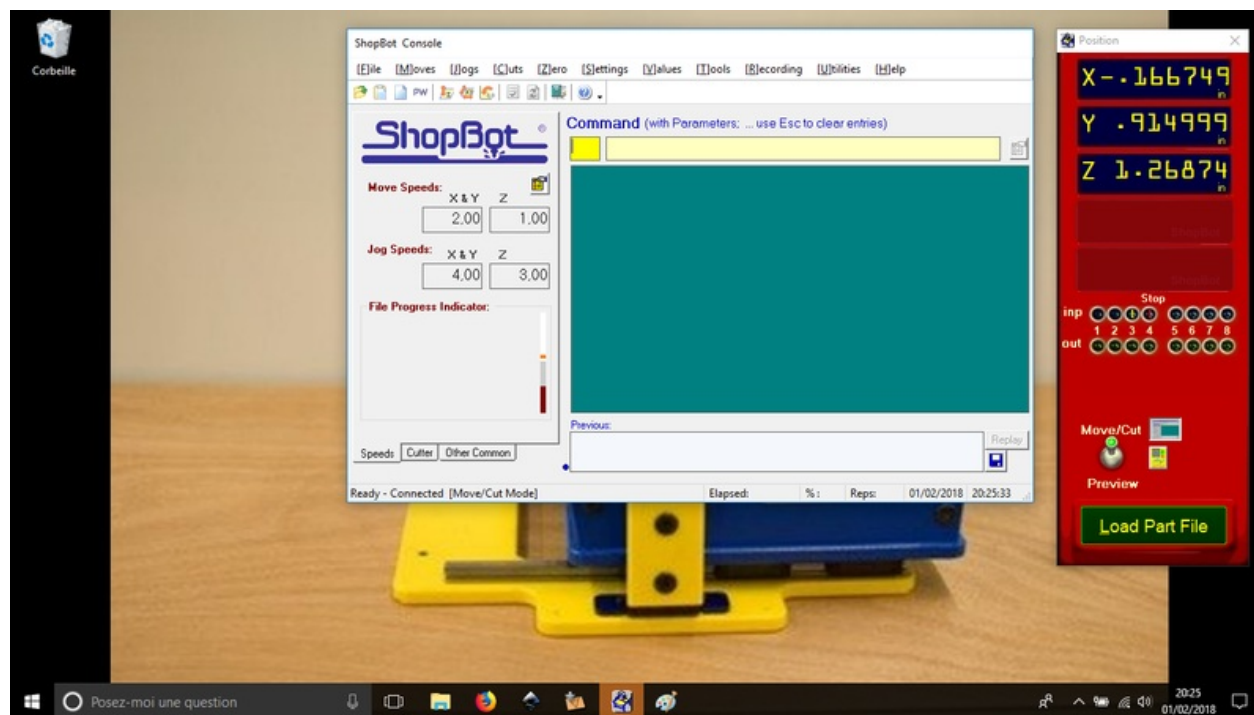 Corbeille
ShopBot Console
[F]ile [M]oves [J]ogs [C]uts [Z]ero [S]ettings [V]alues [T]ools [R]ecording [U]tilities [H]elp
PW
ShopBot
Command (with Parameters; ... use Esc to clear entries)
Move Speeds:
X & Y Z
2,00 1,00
Jog Speeds:
X & Y Z
4,00 3,00
File Progress Indicator:
Speeds Cutter Other Common
Previous:
Replay
Ready - Connected [Move/Cut Mode] Elapsed: %: Reps: 01/02/2018 20:25:33
Position
X-.166749
in
Y .914999
in
Z 1.26874
in
ShopBot
ShopBot
Stop
inp
1 2 3 4 5 6 7 8
out
Move/Cut
Preview
Load Part File
Posez-moi une question
20:25
01/02/2018